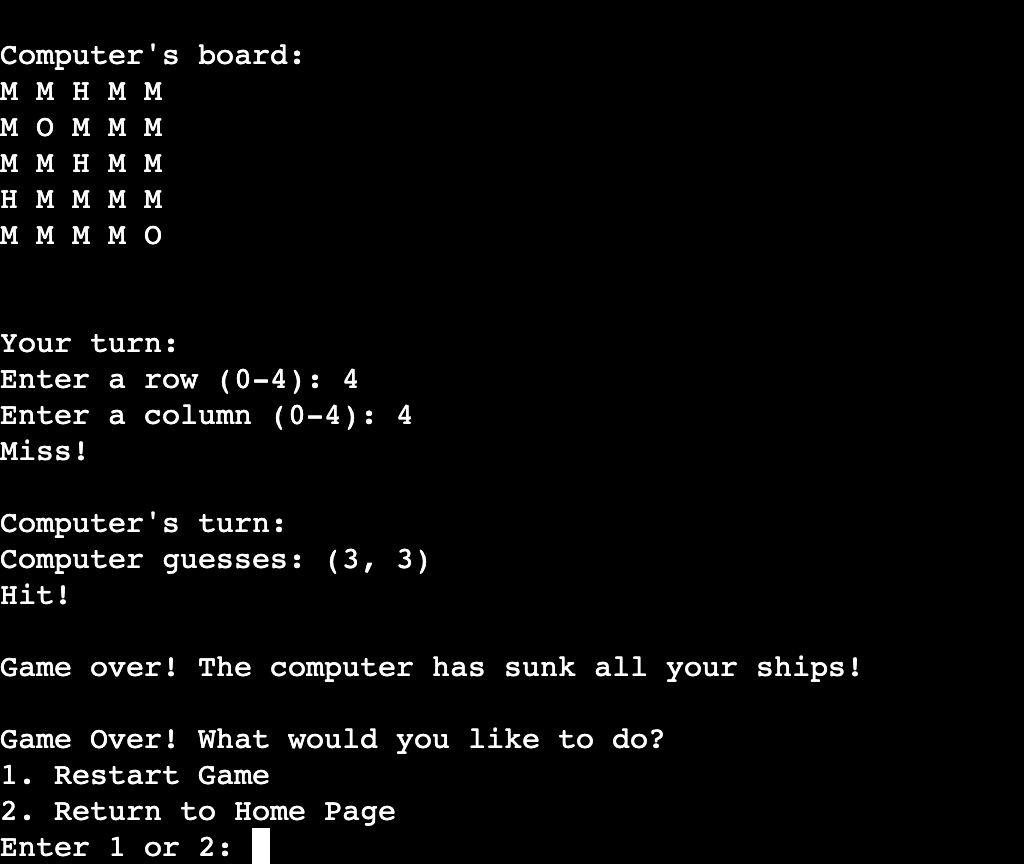 Computer's board:
M M H M M
M O M M M
M M H M M
H M M M M
M M M M O
Your turn:
Enter a row (0-4): 4
Enter a column (0-4): 4
Miss!
Computer's turn:
Computer guesses: (3, 3)
Hit!
Game over! The computer has sunk all your ships!
Game Over! What would you like to do?
1. Restart Game
2. Return to Home Page
Enter 1 or 2: